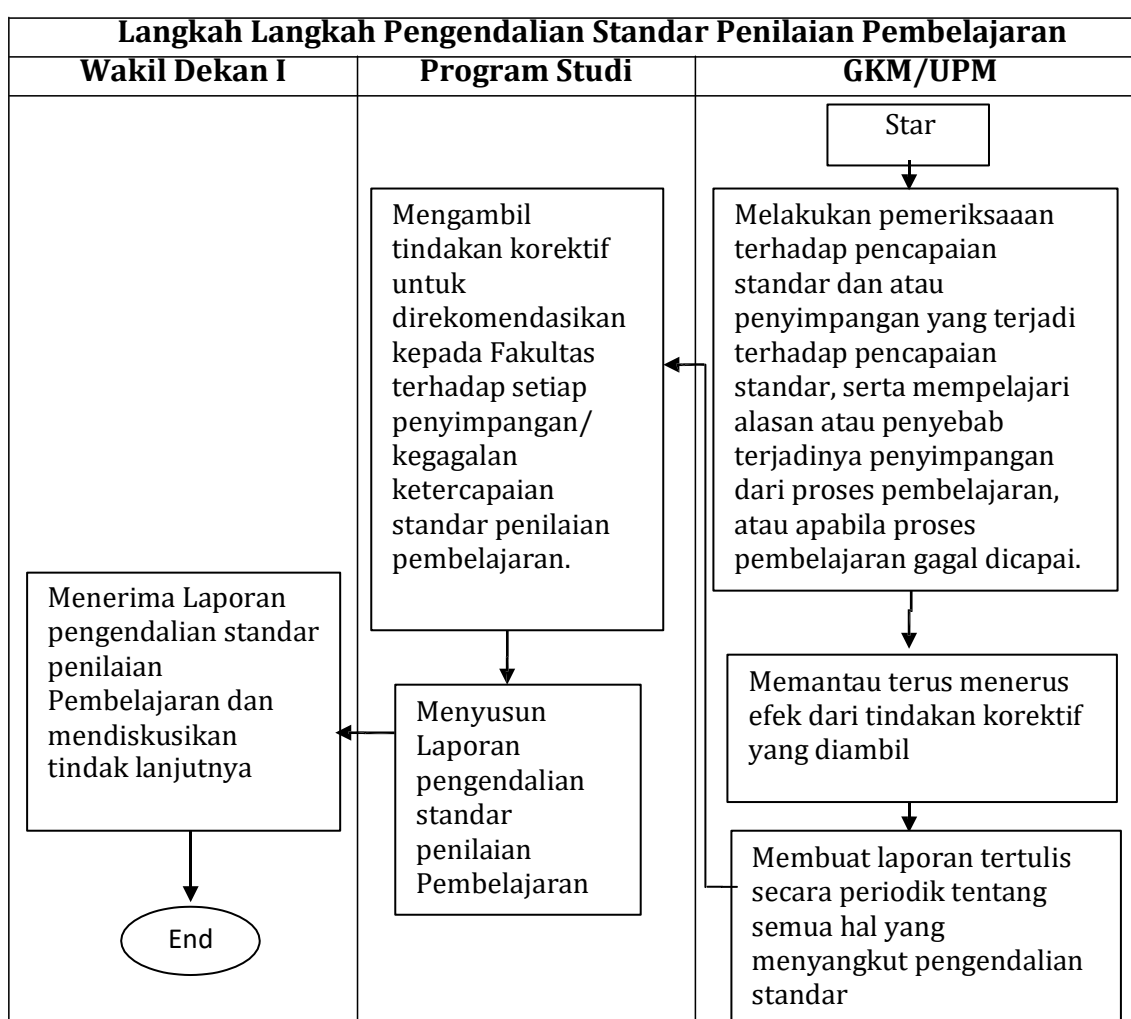 Langkah Langkah Pengendalian Standar Penilaian Pembelajaran
Wakil Dekan I
Program Studi
GKM/UPM
Star
Melakukan pemeriksaaan
terhadap pencapaian
standar dan atau
penyimpangan yang terjadi
terhadap pencapaian
standar, serta mempelajari
alasan atau penyebab
terjadinya penyimpangan
dari proses pembelajaran,
atau apabila proses
pembelajaran gagal dicapai.
Memantau terus menerus
efek dari tindakan korektif
yang diambil
Membuat laporan tertulis
secara periodik tentang
semua hal yang
menyangkut pengendalian
standar
Mengambil
tindakan korektif
untuk
direkomendasikan
kepada Fakultas
terhadap setiap
penyimpangan/
kegagalan
ketercapaian
standar penilaian
pembelajaran.
Menyusun
Laporan
pengendalian
standar
penilaian
Pembelajaran
Menerima Laporan
pengendalian standar
penilaian
Pembelajaran dan
mendiskusikan
tindak lanjutnya
End